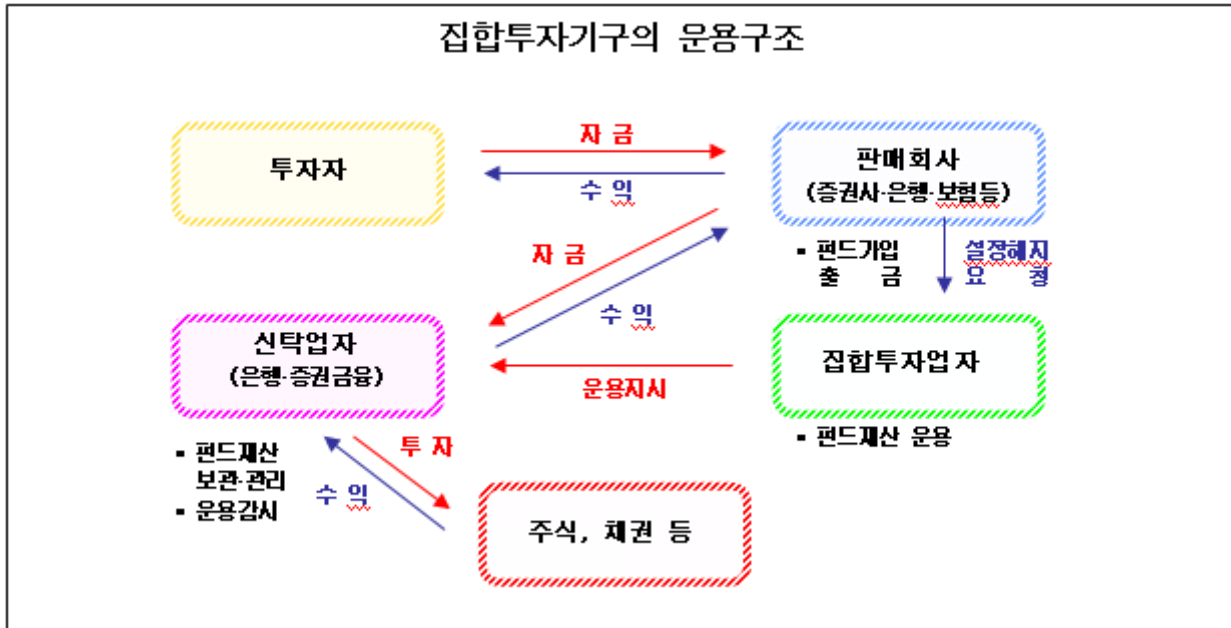 집합투자기구의 운용구조
투자자
자 금
수 익
판매회사
(증권사·은행·보험등)
자 금
수 익
▪ 펀드가입
출 금
설정해지
요 청
신탁업자
(은행·증권금융)
운용지시
집합투자업자
▪ 펀드재산 운용
▪ 펀드재산
보관·관리
▪ 운용감시
투 자
수 익
주식, 채권 등